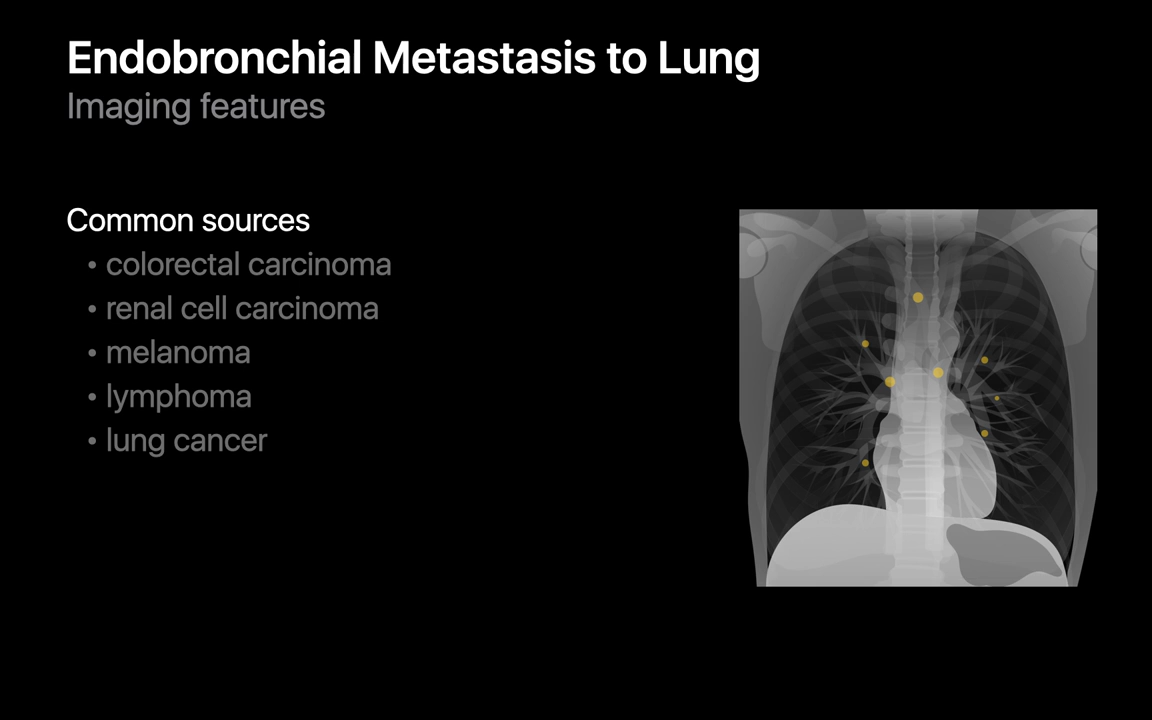 Endobronchial Metastasis to Lung
Imaging features
Common sources
• colorectal carcinoma
• renal cell carcinoma
• melanoma
• lymphoma
• lung cancer